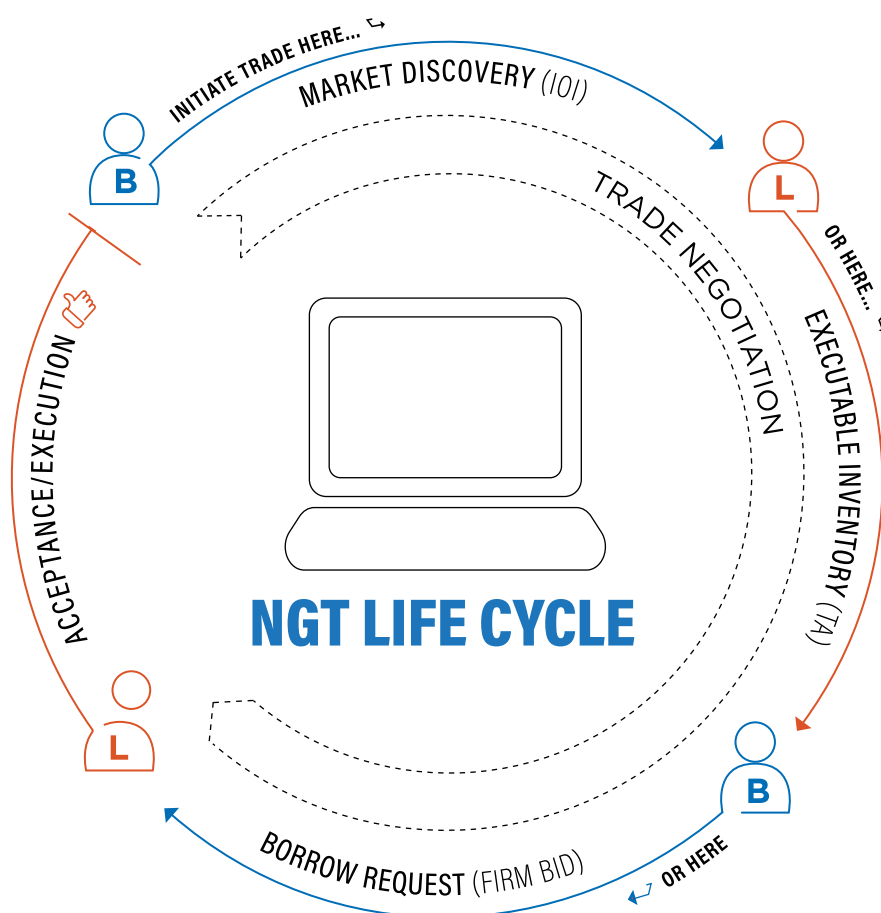 INITIATE TRADE HERE...
MARKET DISCOVERY (IOI)
B
L
TRADE NEGOTIATION
OR HERE...
EXECUTABLE INVENTORY (TA)
ACCEPTANCE/EXECUTION
NGT LIFE CYCLE
L
B
BORROW REQUEST (FIRM BID)
OR HERE